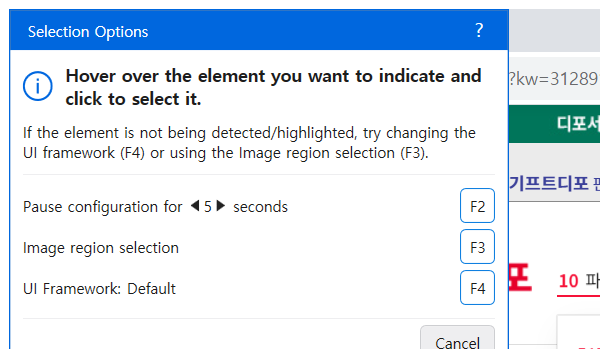 Selection Options ?
Hover over the element you want to indicate and
click to select it.
If the element is not being detected/highlighted, try changing the
UI framework (F4) or using the Image region selection (F3).
Pause configuration for 5 seconds F2
Image region selection F3
UI Framework: Default F4
Cancel
?kw=31289
디포
기프트디포
포
10